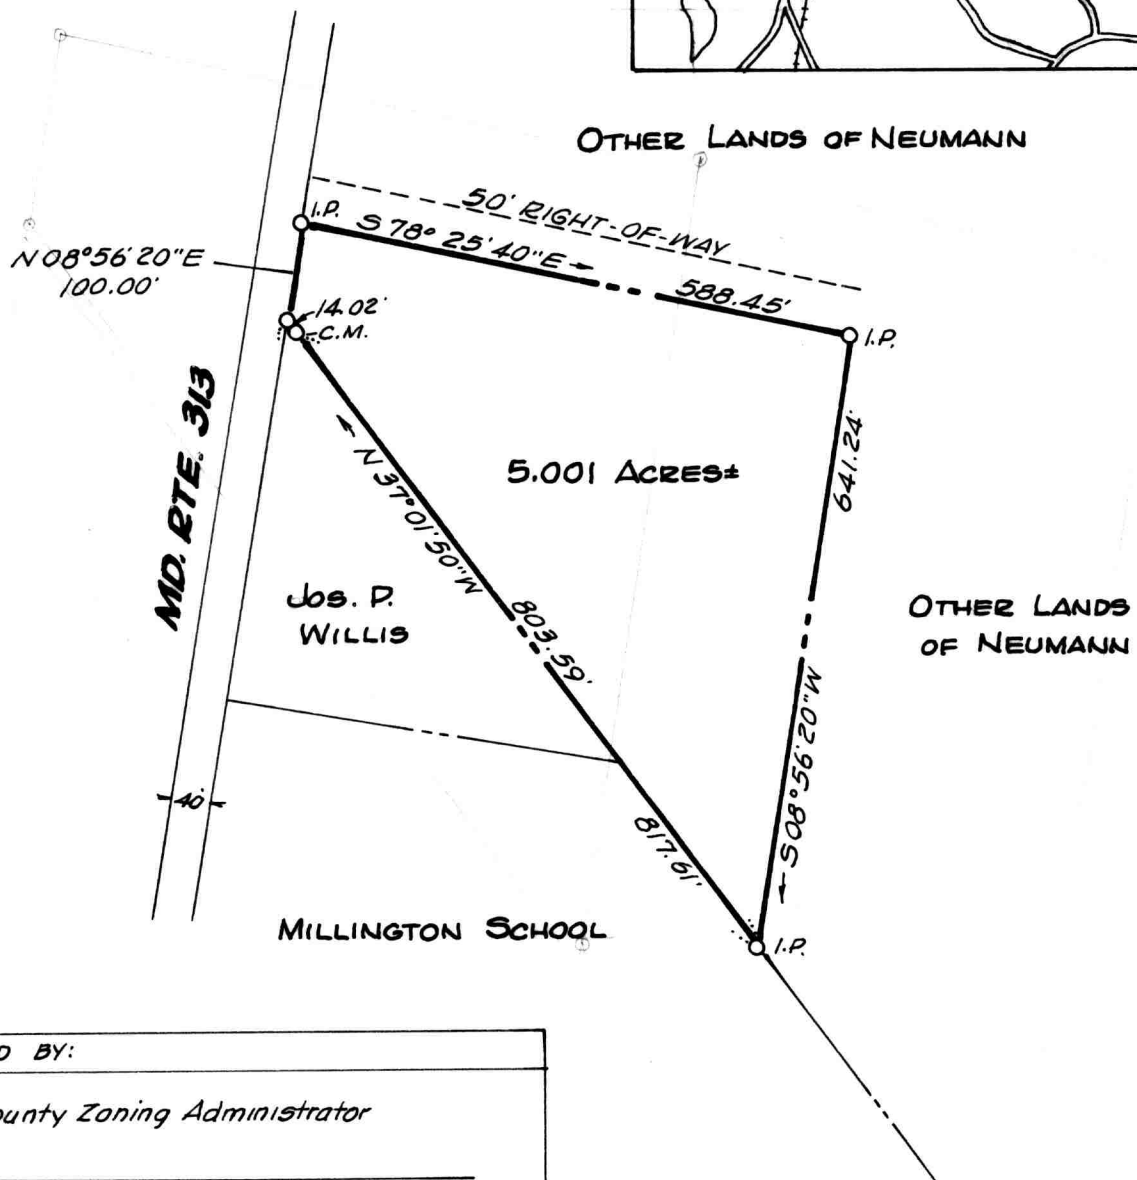 OTHER LANDS OF NEUMANN
50' RIGHT-OF-WAY
I.P.
S 78° 25' 40" E
588.45'
I.P.
N 08° 56' 20" E
100.00'
14.02'
C.M.
MD. RTE. 313
N 37° 01' 50" W
5.001 ACRES±
641.24'
JOS. P.
WILLIS
803.59'
OTHER LANDS
OF NEUMANN
S 08° 56' 20" W
40'
817.61'
MILLINGTON SCHOOL
I.P.
D BY:
ounty Zoning Administrator